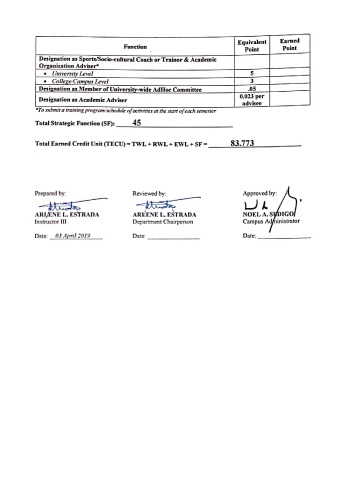 Function Equivalent Point Earned Point
Designation as Sports/Socio-cultural Coach or Trainor & Academic Organization Adviser*
• University Level 5
• College/Campus Level 3
Designation as Member of University-wide AdHoc Committee .05
Designation as Academic Adviser 0.023 per advisee
*To submit a training program/schedule of activities at the start of each semester
Total Strategic Function (SF): 45
Total Earned Credit Unit (TECU) = TWL + RWL + EWL + SF = 83.773
Prepared by: Reviewed by: Approved by:
ARLENE L. ESTRADA ARLENE L. ESTRADA NOEL A. SINDIGO
Instructor III Department Chairperson Campus Administrator
Date: 03 April 2019 Date: Date: